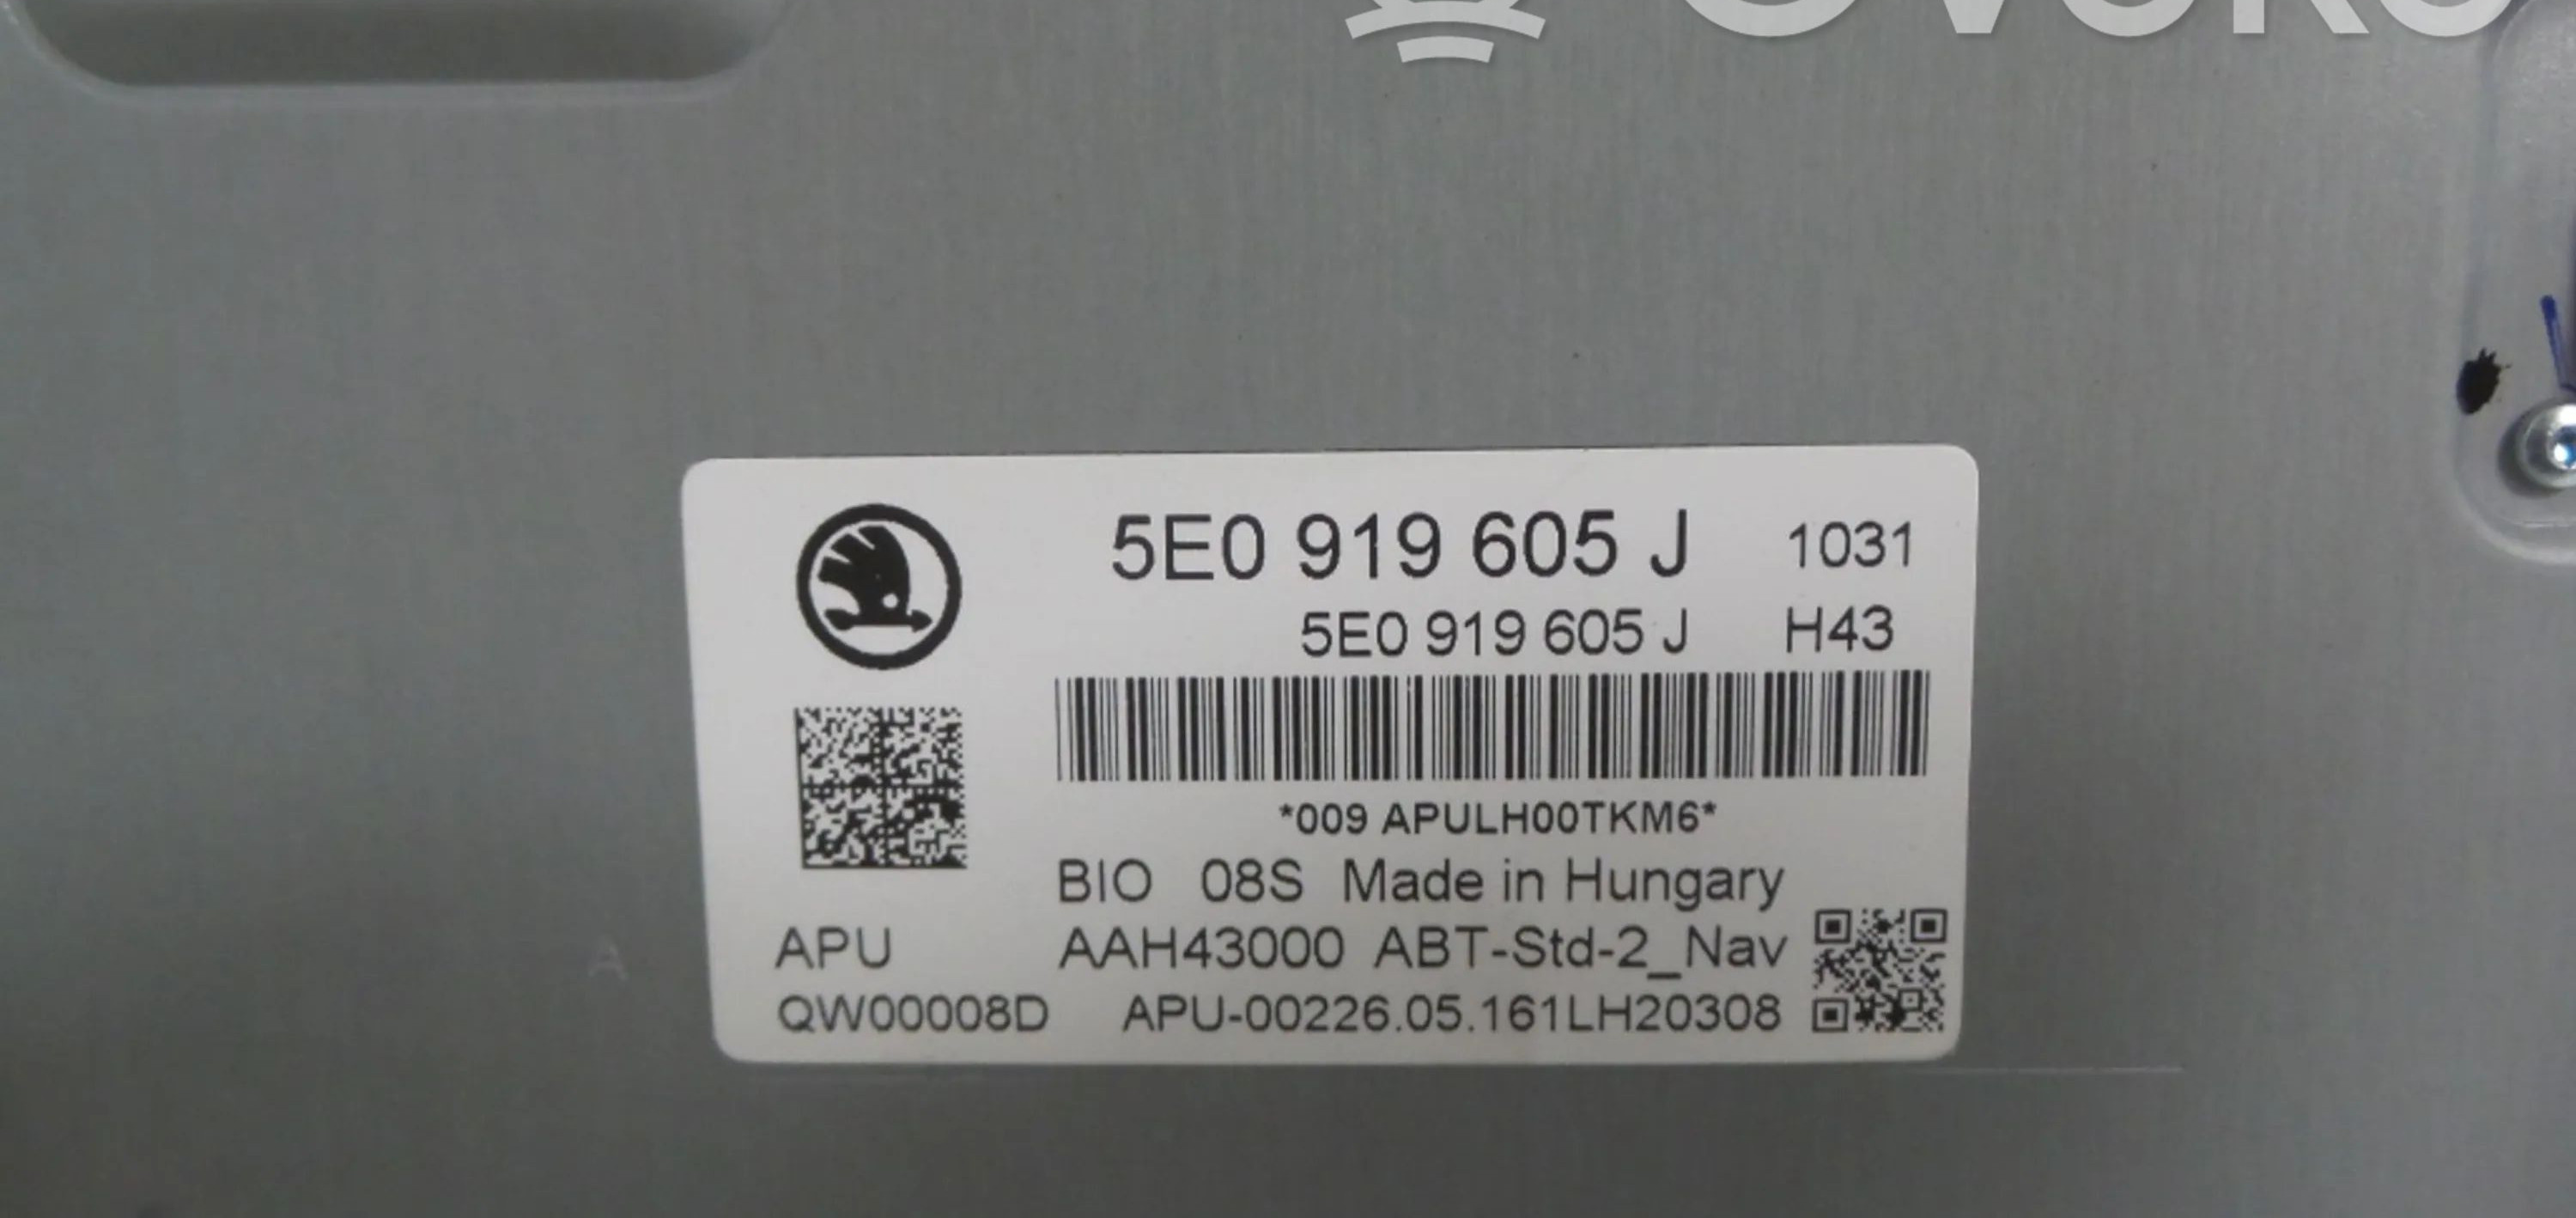 5E0 919 605 J 1031
5E0 919 605 J H43
*009 APULH00TKM6*
BIO 08S Made in Hungary
APU AAH43000 ABT-Std-2_Nav
QW00008D APU-00226.05.161LH20308
A